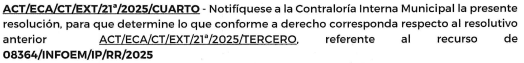 ACT/ECA/CT/EXT/21ª/2025/CUARTO - Notifíquese a la Contraloría Interna Municipal la presente
resolución, para que determine lo que conforme a derecho corresponda respecto al resolutivo
anterior ACT/ECA/CT/EXT/21ª/2025/TERCERO, referente al recurso de
08364/INFOEM/IP/RR/2025